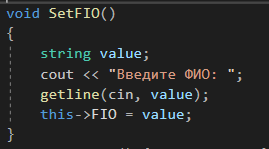 void SetFIO()
{
string value;
cout << "Введите ФИО: ";
getline(cin, value);
this->FIO = value;
}